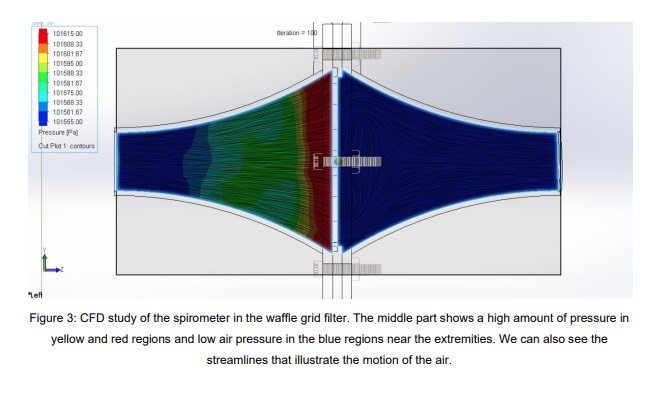 Iteration = 100
101615.00
101608.33
101601.67
101595.00
101588.33
101581.67
101575.00
101568.33
101561.67
101555.00
Pressure [Pa]
Cut Plot 1: contours
Y
Z
*Left
Figure 3: CFD study of the spirometer in the waffle grid filter. The middle part shows a high amount of pressure in
yellow and red regions and low air pressure in the blue regions near the extremities. We can also see the
streamlines that illustrate the motion of the air.